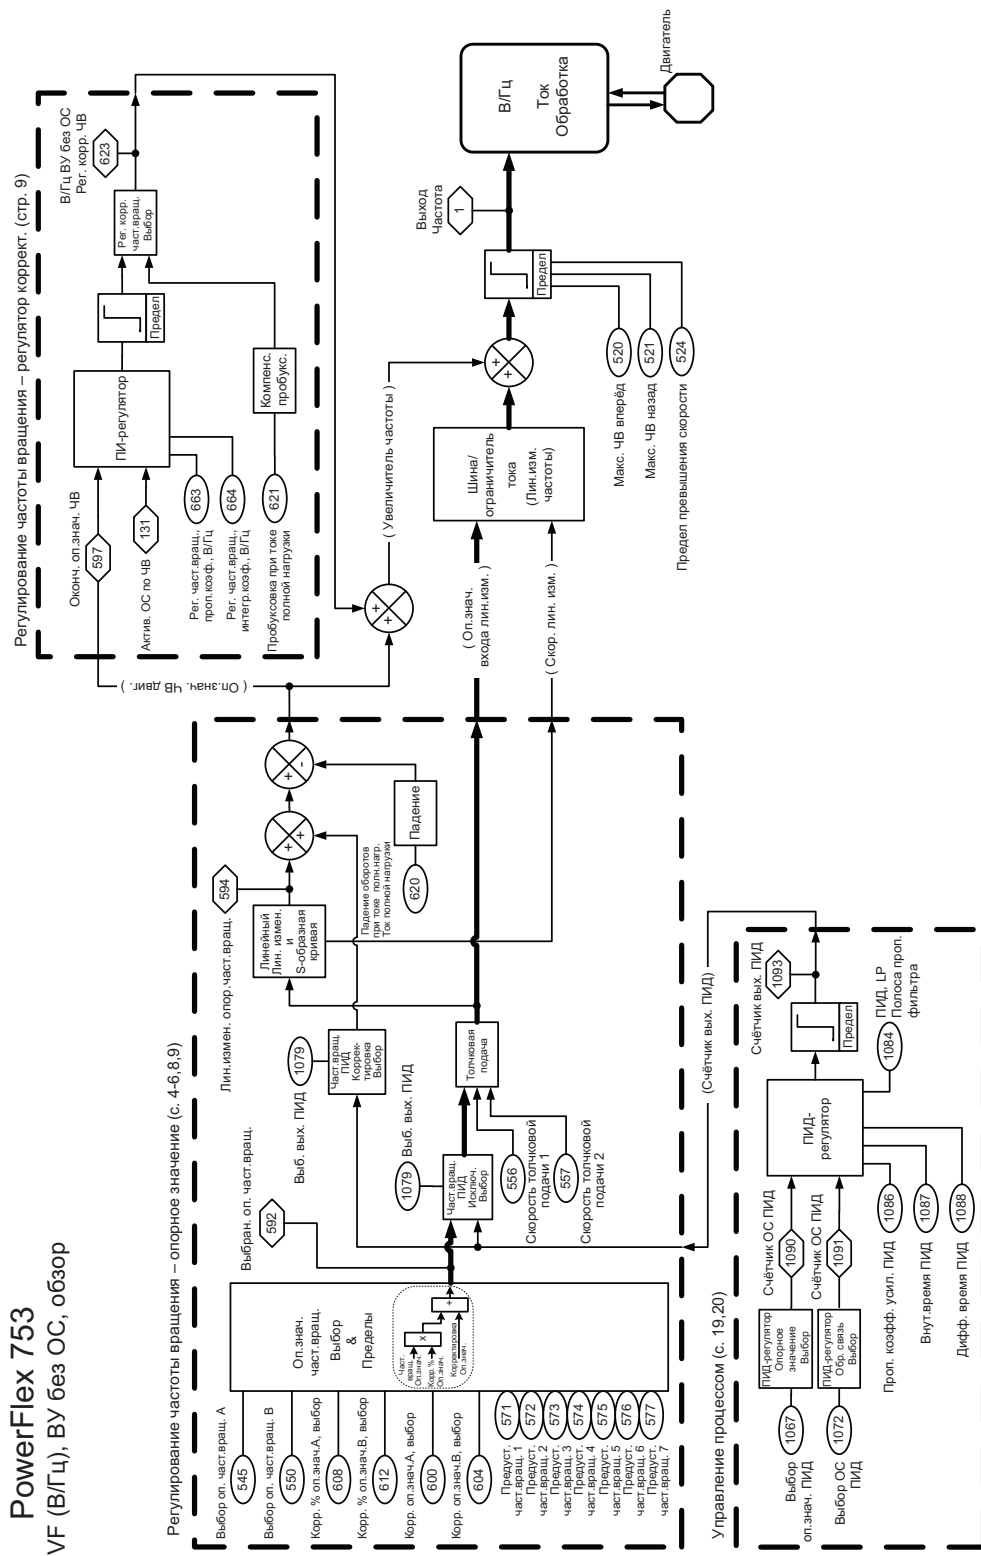 PowerFlex 753
VF (В/Гц), ВУ без ОС, обзор
Регулирование частоты вращения – опорное значение (с. 4-6,8,9)
Выбор оп. част.вращ. A
545
Выбор оп. част.вращ. B
550
Корр. % оп.знач.A, выбор
608
Корр. % оп.знач.B, выбор
612
Корр. оп.знач.A, выбор
600
Корр. оп.знач.B, выбор
604
571
Предуст.
част.вращ. 1
572
Предуст.
част.вращ. 2
573
Предуст.
част.вращ. 3
574
Предуст.
част.вращ. 4
575
Предуст.
част.вращ. 5
576
Предуст.
част.вращ. 6
577
Предуст.
част.вращ. 7
Оп.знач.
част.вращ.
Выбор
&
Пределы
Част.
вращ.
Оп.знач.
Корр.%
Оп.знач.
Корректировка
Оп.знач.
x
+
Выбран. оп. част.вращ.
592
Выб. вых. ПИД
1079
Част.вращ.
ПИД
Коррек-
тировка
Выбор
1079
Выб. вых. ПИД
Част.вращ.
ПИД
Исключ.
Выбор
Толчковая
подача
556
Скорость толчковой
подачи 1
557
Скорость толчковой
подачи 2
Лин.измен. опор.част.вращ.
594
Линейный
Лин. измен.
и
S-образная
кривая
+
+
+
-
Падение оборотов
при токе полн.нагр.
Ток полной нагрузки
620
Падение
( Оп.знач. ЧВ двиг. )
Регулирование частоты вращения – регулятор коррект. (стр. 9)
Оконч. оп.знач. ЧВ
597
Актив. ОС по ЧВ
131
Рег. част.вращ.,
проп.коэф., В/Гц
663
Рег. част.вращ.,
интегр.коэф., В/Гц
664
Пробуксовка при токе
полной нагрузки
621
ПИ-регулятор
Предел
Компенс.
пробукс.
Рег. корр.
част.вращ.
Выбор
В/Гц ВУ без ОС
Рег. корр. ЧВ
623
+
+
( Увеличитель частоты )
( Оп.знач.
входа лин.изм. )
( Скор. лин. изм. )
Шина/
ограничитель
тока
(Лин.изм.
частоты)
+
+
Предел
Выход
Частота
1
В/Гц
Ток
Обработка
Двигатель
520
Макс. ЧВ вперёд
521
Макс. ЧВ назад
524
Предел превышения скорости
Управление процессом (с. 19,20)
Выбор
оп.знач. ПИД
1067
Выбор ОС
ПИД
1072
ПИД-регулятор
Опорное
значение
Выбор
ПИД-регулятор
Обр. связь
Выбор
Счётчик ОС ПИД
1090
Счётчик ОС ПИД
1091
Проп. коэфф. усил. ПИД
1086
Внут.время ПИД
1087
Дифф. время ПИД
1088
ПИД-
регулятор
1084
ПИД, LP
Полоса проп.
фильтра
Предел
Счётчик вых. ПИД
1093
(Счётчик вых. ПИД)